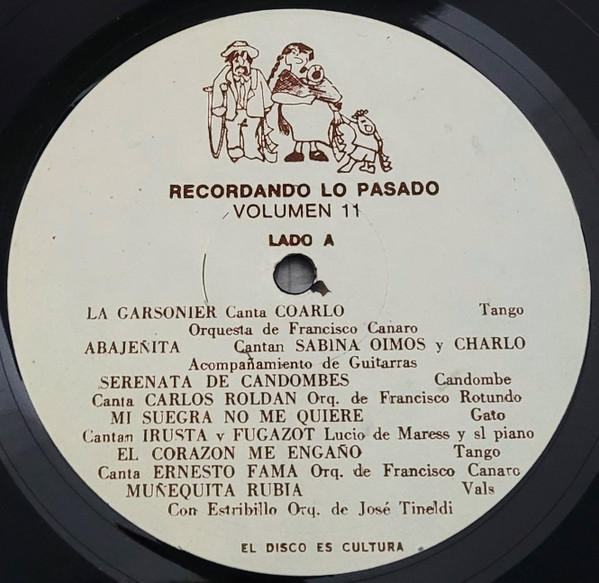 RECORDANDO LO PASADO
VOLUMEN 11
LADO A
LA GARSONIER Canta COARLO Tango
Orquesta de Francisco Canaro
ABAJEÑITA Cantan SABINA OIMOS y CHARLO
Acompañamiento de Guitarras
SERENATA DE CANDOMBES Candombe
Canta CARLOS ROLDAN Orq. de Francisco Rotundo
MI SUEGRA NO ME QUIERE Gato
Cantan IRUSTA y FUGAZOT Lucio de Maress y sl piano
EL CORAZON ME ENGAÑO Tango
Canta ERNESTO FAMA Orq. de Francisco Canaro
MUÑEQUITA RUBIA Vals
Con Estribillo Orq. de José Tineldi
EL DISCO ES CULTURA